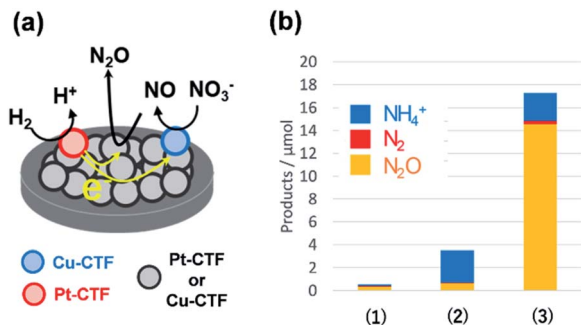 (a)
N₂O
H⁺
NO
NO₃⁻
H₂
e⁻
Cu-CTF
Pt-CTF
Pt-CTF
or
Cu-CTF
(b)
Products / μmol
20
18
16
14
12
10
8
6
4
2
0
NH₄⁺
N₂
N₂O
(1)
(2)
(3)